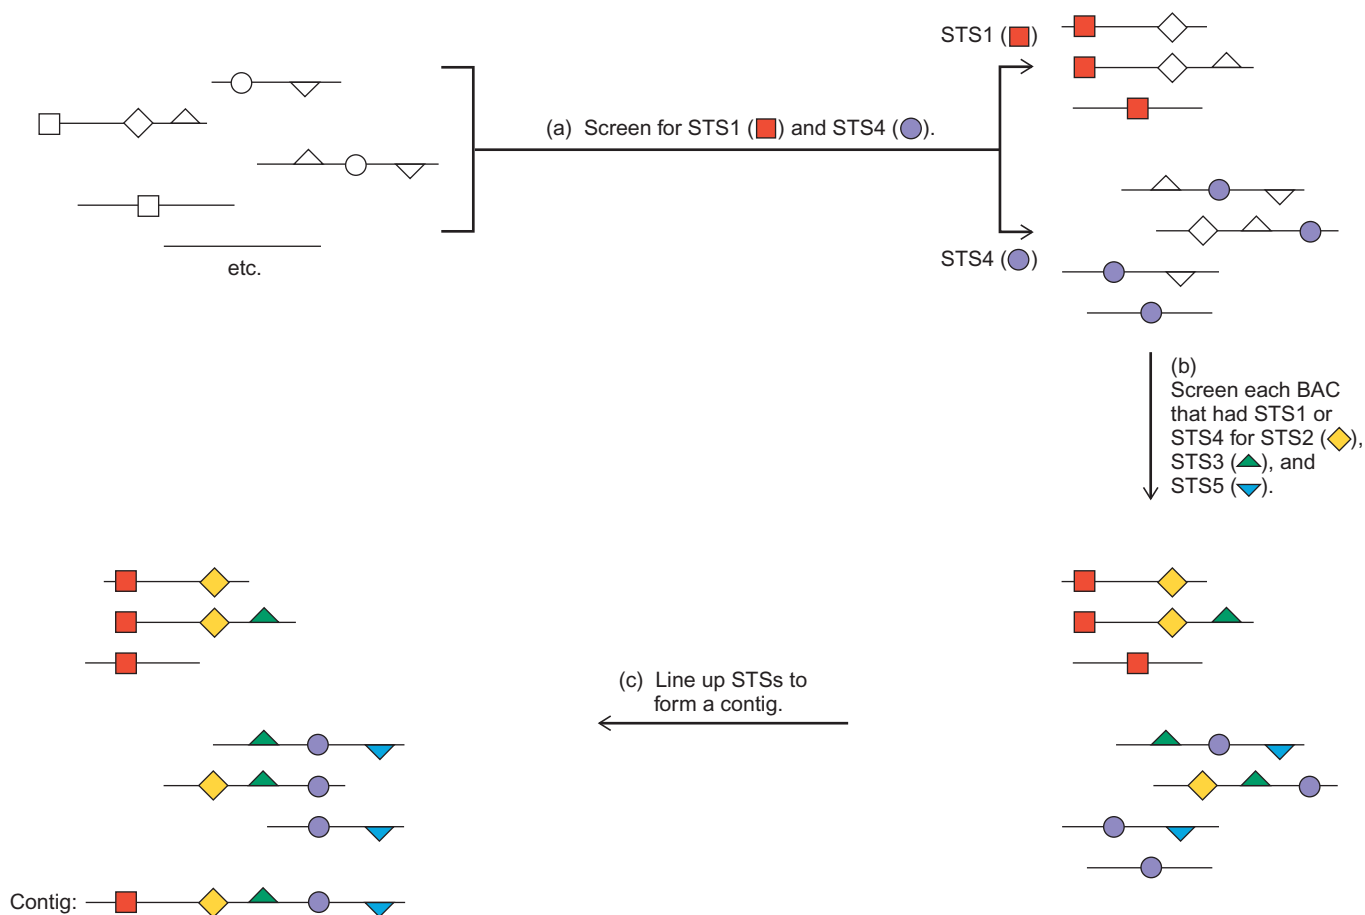 STS1 ( )
(a) Screen for STS1 ( ) and STS4 ( ).
STS4 ( )
etc.
(b)
Screen each BAC
that had STS1 or
STS4 for STS2 ( ),
STS3 ( ), and
STS5 ( ).
(c) Line up STSs to
form a contig.
Contig: